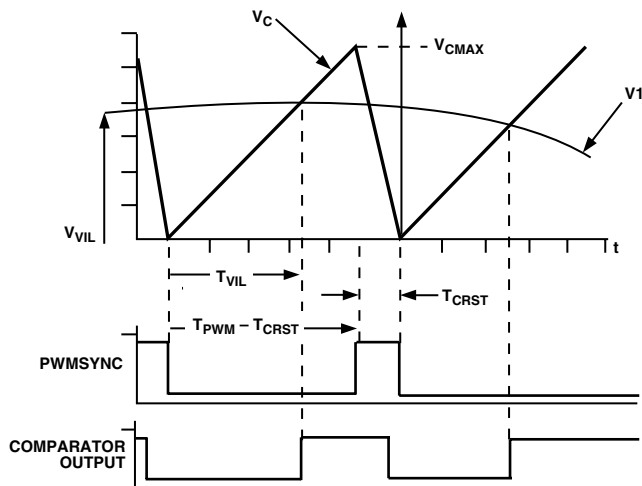 V_C
V_CMAX
V1
V_VIL
t
T_VIL
T_CRST
T_PWM – T_CRST
PWMSYNC
COMPARATOR
OUTPUT